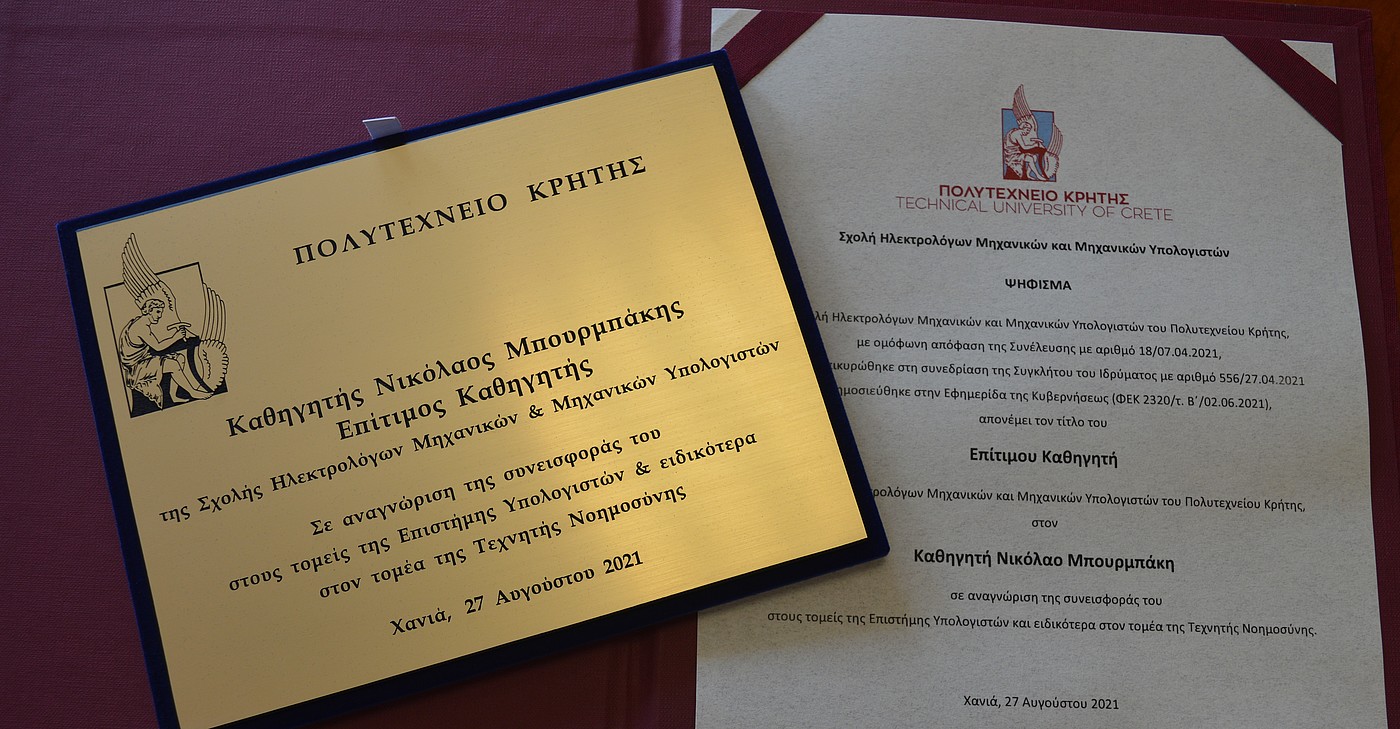 ΠΟΛΥΤΕΧΝΕΙΟ ΚΡΗΤΗΣ
Καθηγητής Νικόλαος Μπουρμπάκης
Επίτιμος Καθηγητής
της Σχολής Ηλεκτρολόγων Μηχανικών & Μηχανικών Υπολογιστών
Σε αναγνώριση της συνεισφοράς του
στους τομείς της Επιστήμης Υπολογιστών & ειδικότερα
στον τομέα της Τεχνητής Νοημοσύνης
Χανιά, 27 Αυγούστου 2021
ΠΟΛΥΤΕΧΝΕΙΟ ΚΡΗΤΗΣ
TECHNICAL UNIVERSITY OF CRETE
Σχολή Ηλεκτρολόγων Μηχανικών και Μηχανικών Υπολογιστών
ΨΗΦΙΣΜΑ
Ηλεκτρολόγων Μηχανικών και Μηχανικών Υπολογιστών του Πολυτεχνείου Κρήτης,
με ομόφωνη απόφαση της Συνέλευσης με αριθμό 18/07.04.2021,
στη συνεδρίαση της Συγκλήτου του Ιδρύματος με αριθμό 556/27.04.2021
στην Εφημερίδα της Κυβερνήσεως (ΦΕΚ 2320/τ. Β΄/02.06.2021),
απονέμει τον τίτλο του
Επίτιμου Καθηγητή
Μηχανικών και Μηχανικών Υπολογιστών του Πολυτεχνείου Κρήτης,
στον
Καθηγητή Νικόλαο Μπουρμπάκη
σε αναγνώριση της συνεισφοράς του
στους τομείς της Επιστήμης Υπολογιστών και ειδικότερα στον τομέα της Τεχνητής Νοημοσύνης.
Χανιά, 27 Αυγούστου 2021